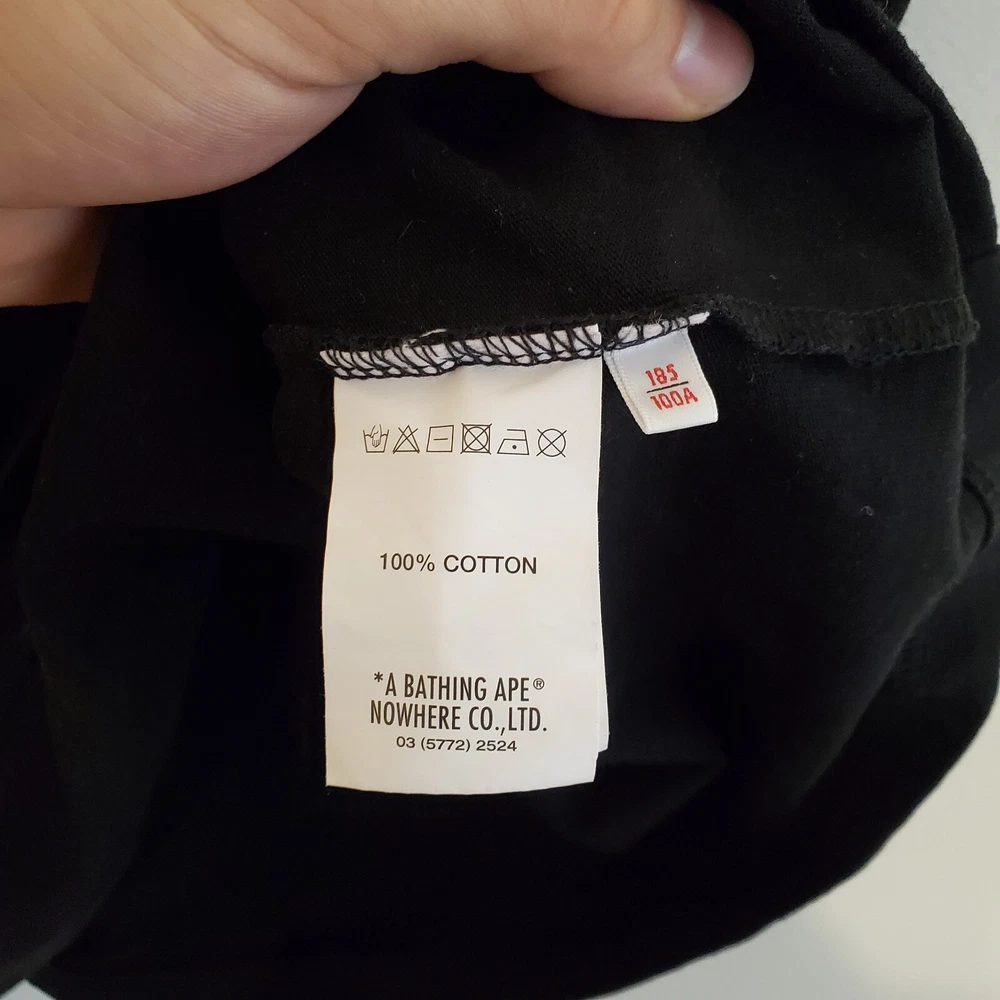 185
100A
100% COTTON
*A BATHING APE®
NOWHERE CO.,LTD.
03 (5772) 2524